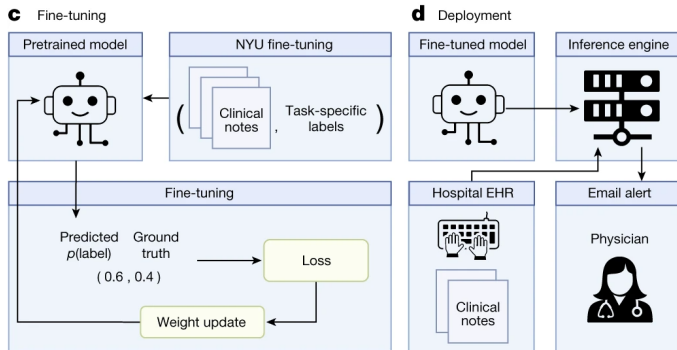 c Fine-tuning
Pretrained model
NYU fine-tuning
( Clinical
notes , Task-specific
labels )
Fine-tuning
Predicted
p(label)
Ground
truth
( 0.6 , 0.4 )
Loss
Weight update
d Deployment
Fine-tuned model
Inference engine
Hospital EHR
Clinical
notes
Email alert
Physician